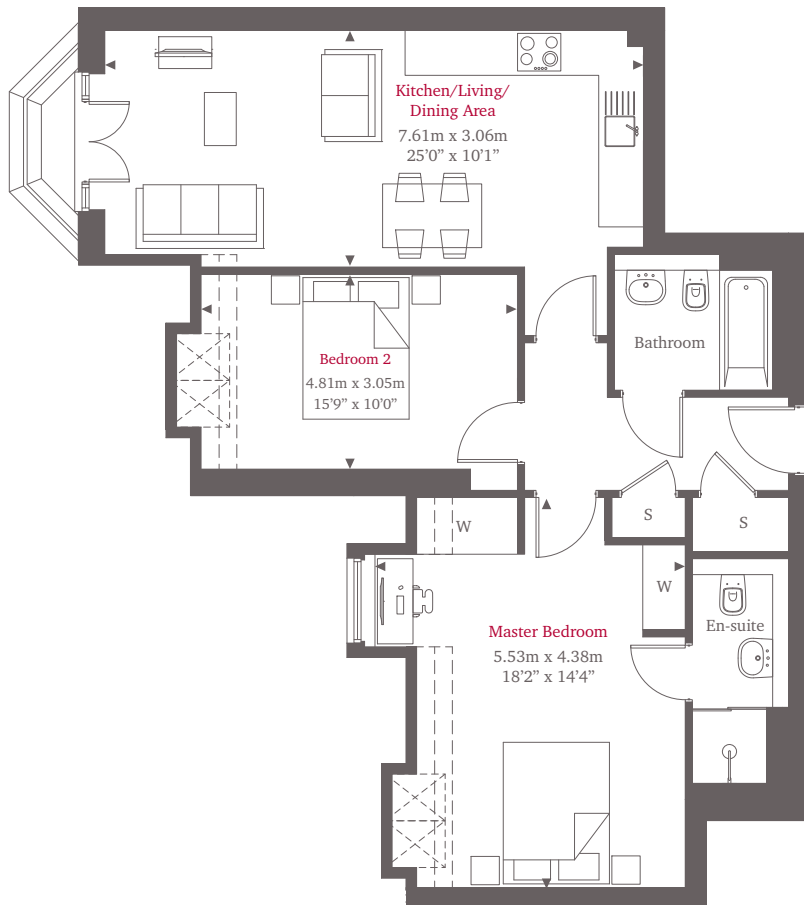 Kitchen/Living/
Dining Area
7.61m x 3.06m
25’0” x 10’1”
Bathroom
Bedroom 2
4.81m x 3.05m
15’9” x 10’0”
W
S
S
W
En-suite
Master Bedroom
5.53m x 4.38m
18’2” x 14’4”